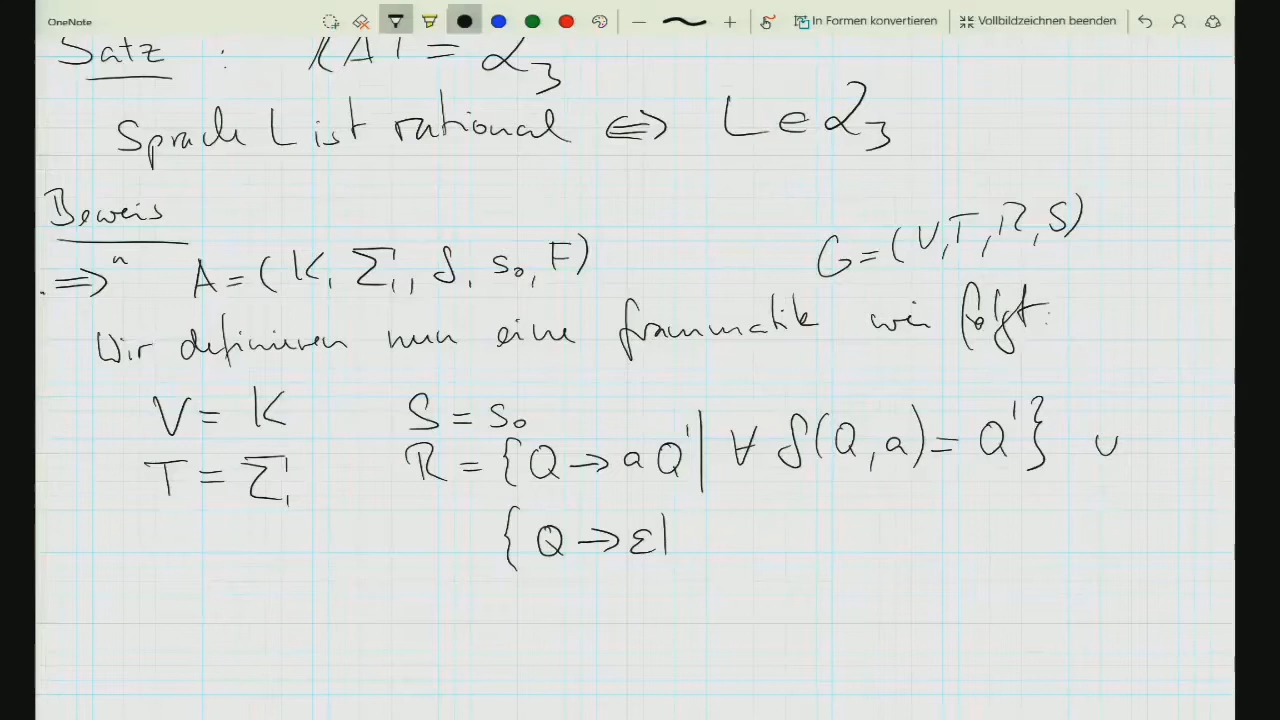 OneNote
In Formen konvertieren
Vollbildzeichnen beenden
Satz : ℒ(A) = ℒ₃
Sprache L ist rational ⟺ L ∈ ℒ₃
Beweis
"⟹" A = (K, Σ, δ, s₀, F) G = (V, T, R, S)
Wir definieren nun eine Grammatik wie folgt:
V = K S = s₀
T = Σ R = {Q → a Q' | ∀ δ(Q, a) = Q'} ∪
{Q → ε|